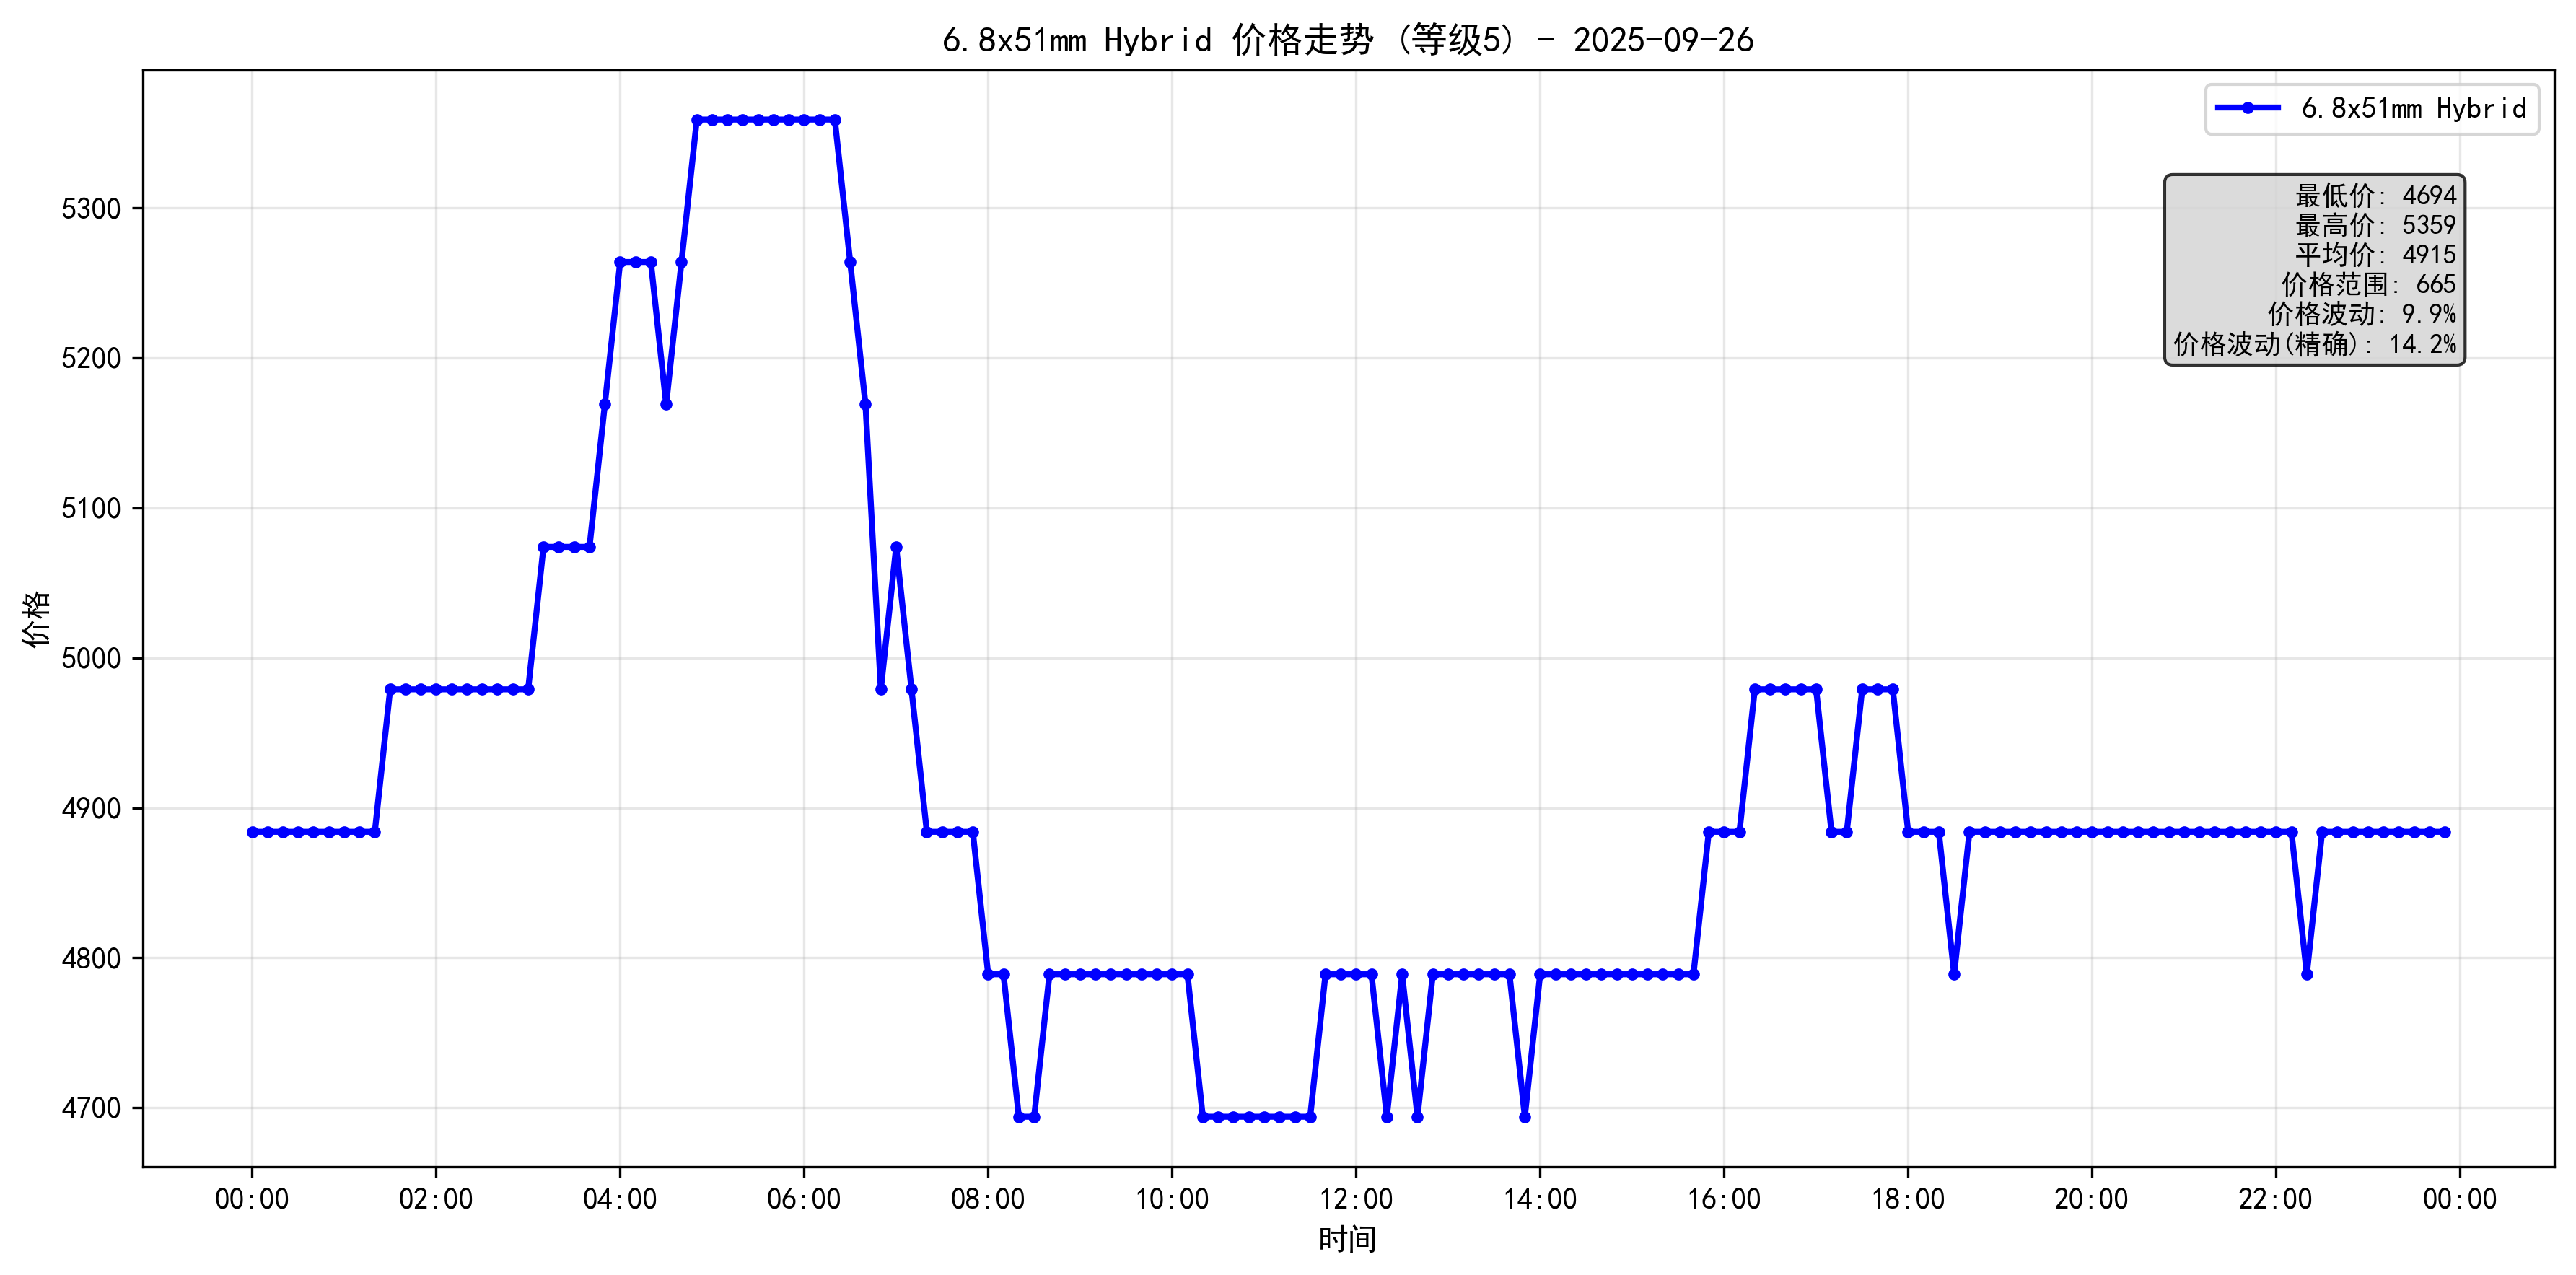 6.8x51mm Hybrid 价格走势 (等级5) - 2025-09-26
6.8x51mm Hybrid
最低价: 4694
最高价: 5359
平均价: 4915
价格范围: 665
价格波动: 9.9%
价格波动(精确): 14.2%
价格
5300
5200
5100
5000
4900
4800
4700
00:00 02:00 04:00 06:00 08:00 10:00 12:00 14:00 16:00 18:00 20:00 22:00 00:00
时间